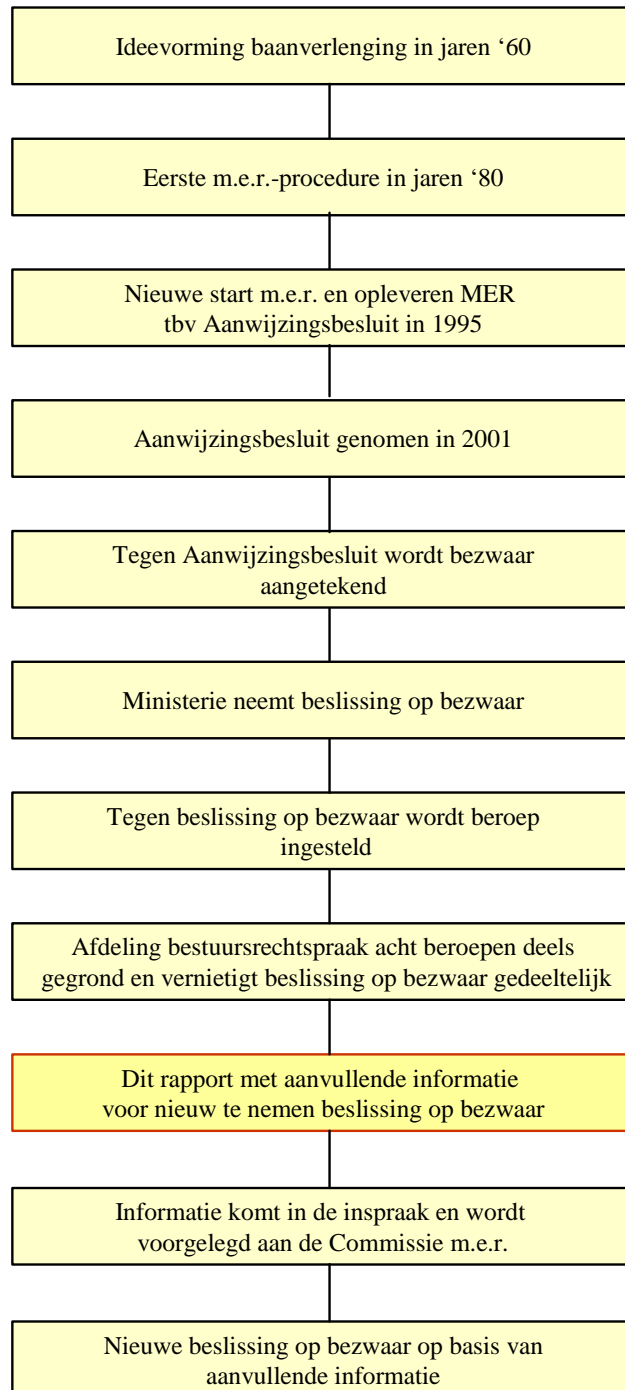 Ideevorming baanverlenging in jaren ‘60
Eerste m.e.r.-procedure in jaren ‘80
Nieuwe start m.e.r. en opleveren MER
tbv Aanwijzingsbesluit in 1995
Aanwijzingsbesluit genomen in 2001
Tegen Aanwijzingsbesluit wordt bezwaar
aangetekend
Ministerie neemt beslissing op bezwaar
Tegen beslissing op bezwaar wordt beroep
ingesteld
Afdeling bestuursrechtspraak acht beroepen deels
gegrond en vernietigt beslissing op bezwaar gedeeltelijk
Dit rapport met aanvullende informatie
voor nieuw te nemen beslissing op bezwaar
Informatie komt in de inspraak en wordt
voorgelegd aan de Commissie m.e.r.
Nieuwe beslissing op bezwaar op basis van
aanvullende informatie